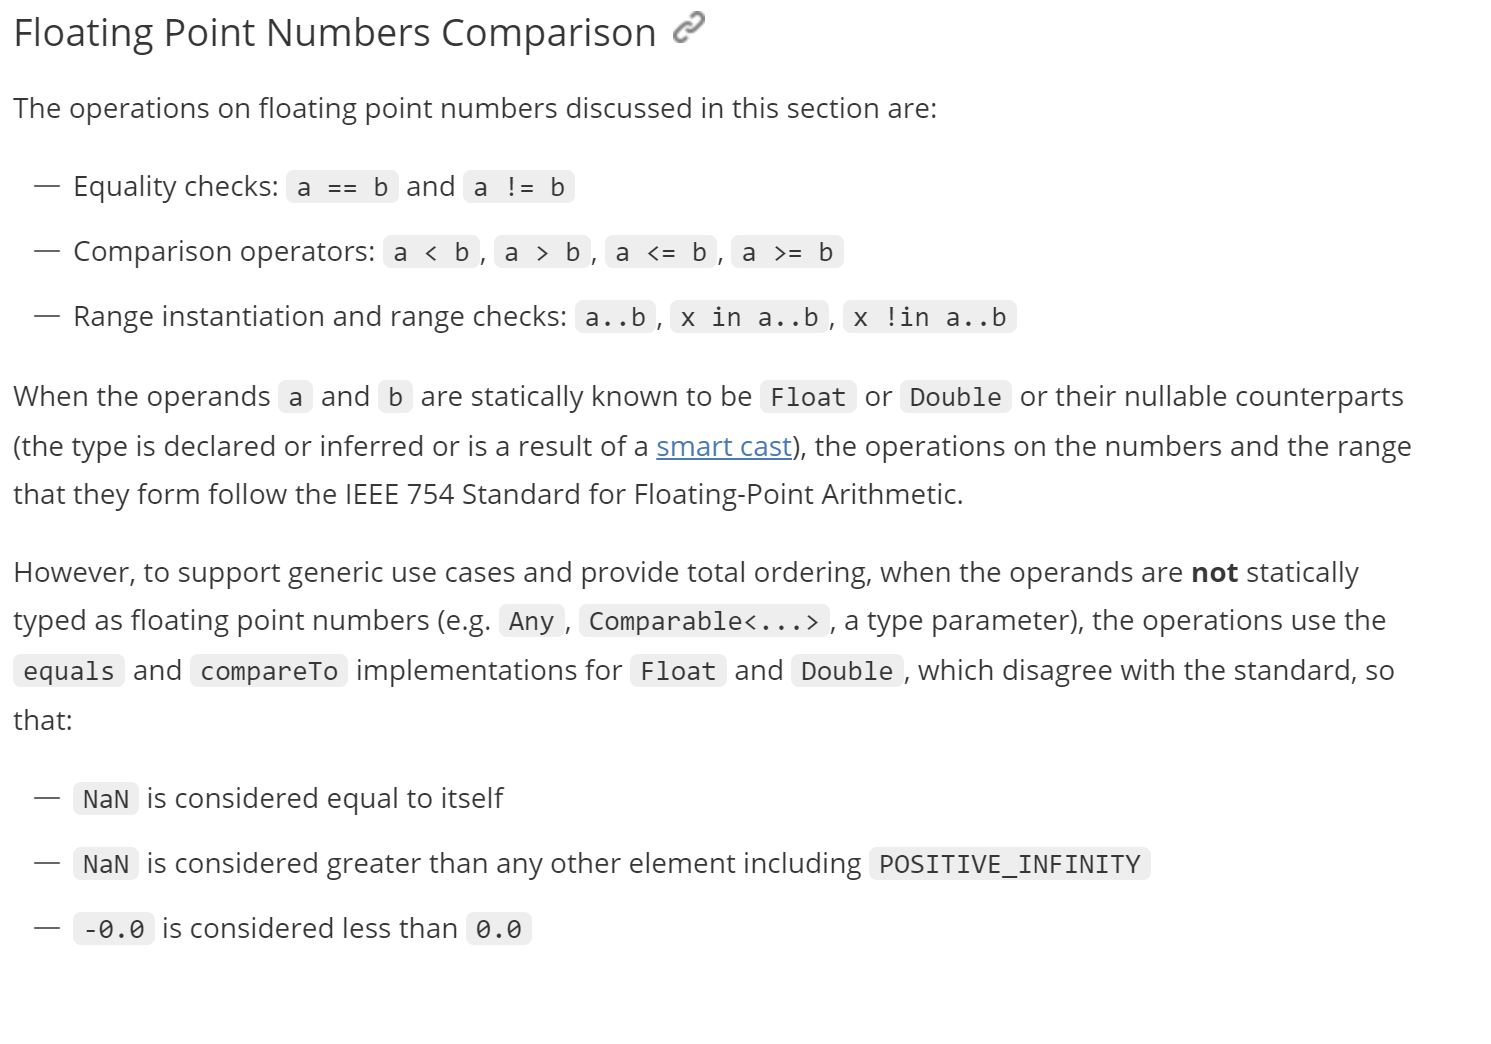 Floating Point Numbers Comparison
The operations on floating point numbers discussed in this section are:
— Equality checks: a == b and a != b
— Comparison operators: a < b, a > b, a <= b, a >= b
— Range instantiation and range checks: a..b, x in a..b, x !in a..b
When the operands a and b are statically known to be Float or Double or their nullable counterparts
(the type is declared or inferred or is a result of a smart cast), the operations on the numbers and the range
that they form follow the IEEE 754 Standard for Floating-Point Arithmetic.
However, to support generic use cases and provide total ordering, when the operands are not statically
typed as floating point numbers (e.g. Any, Comparable<...>, a type parameter), the operations use the
equals and compareTo implementations for Float and Double, which disagree with the standard, so
that:
— NaN is considered equal to itself
— NaN is considered greater than any other element including POSITIVE_INFINITY
— -0.0 is considered less than 0.0